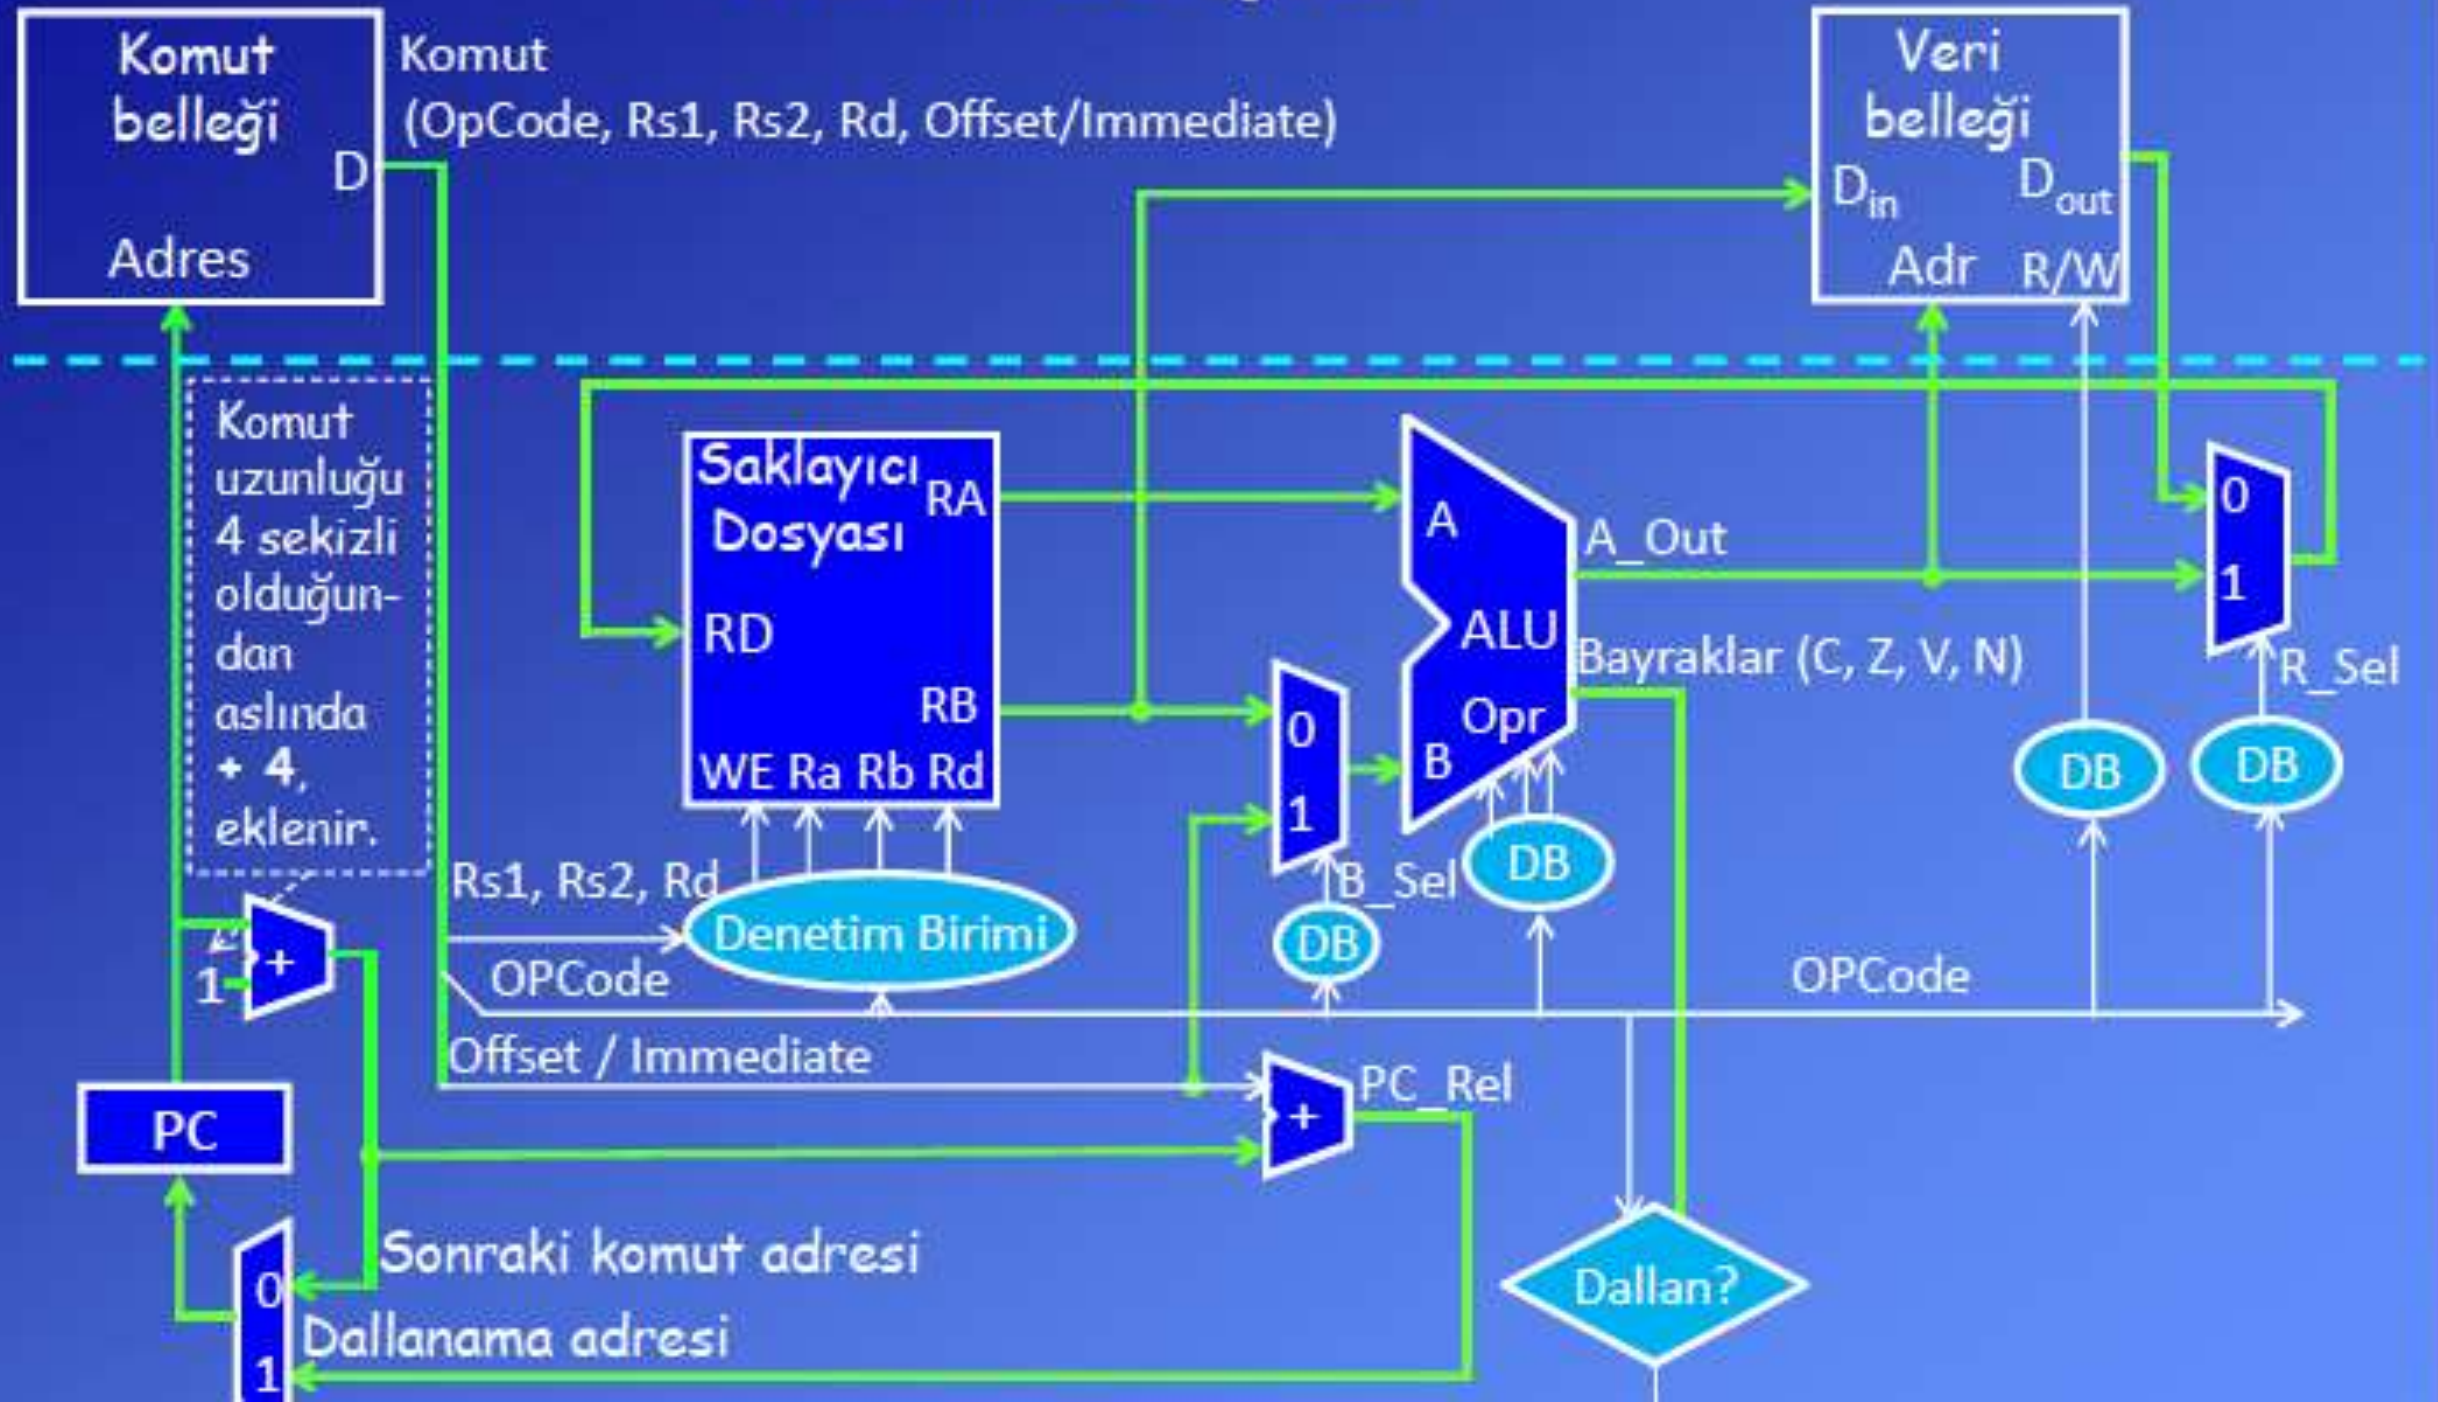 Komut
belleği
D
Adres
Komut
(OpCode, Rs1, Rs2, Rd, Offset/Immediate)
Veri
belleği
Din
Dout
Adr
R/W
Komut
uzunluğu
4 sekizli
olduğun-
dan
aslında
+ 4,
eklenir.
Saklayıcı
Dosyası
RA
RD
RB
WE Ra Rb Rd
A
ALU
Opr
B
A_Out
Bayraklar (C, Z, V, N)
0
1
R_Sel
0
1
B_Sel
DB
DB
DB
DB
Rs1, Rs2, Rd
Denetim Birimi
OPCode
OPCode
+
1
Offset / Immediate
+
PC_Rel
PC
Sonraki komut adresi
0
Dallanama adresi
1
Dallan?